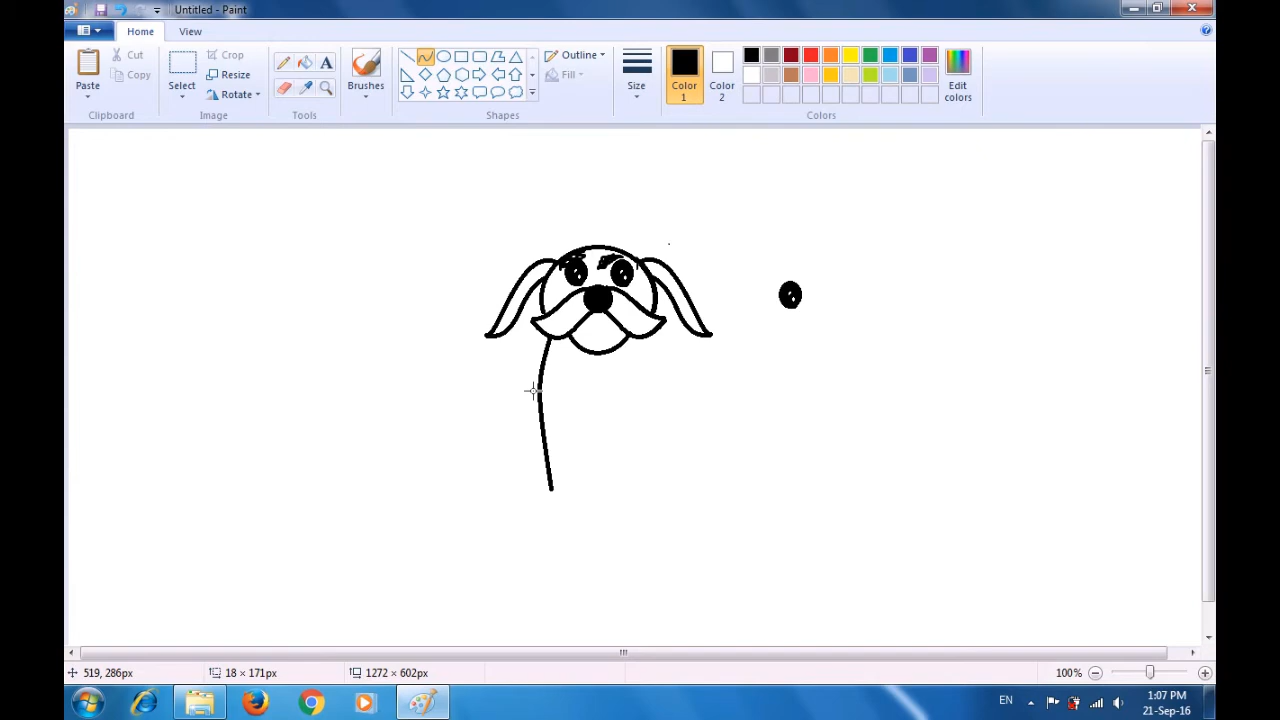 Untitled - Paint
Home View
Paste
Cut
Copy
Clipboard
Select
Crop
Resize
Rotate
Image
A
Tools
Brushes
Outline
Fill
Shapes
Size
Color 1
Color 2
Edit colors
Colors
519, 286px
18 × 171px
1272 × 602px
100%
EN
1:07 PM
21-Sep-16